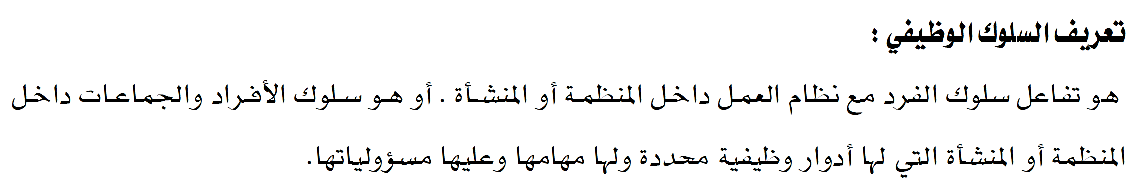 تعريف السلوك الوظيفي :
هو تفاعل سلوك الفرد مع نظام العمل داخل المنظمة أو المنشأة . أو هو سلوك الأفراد والجماعات داخل
المنظمة أو المنشأة التي لها أدوار وظيفية محددة ولها مهامها وعليها مسؤولياتها.